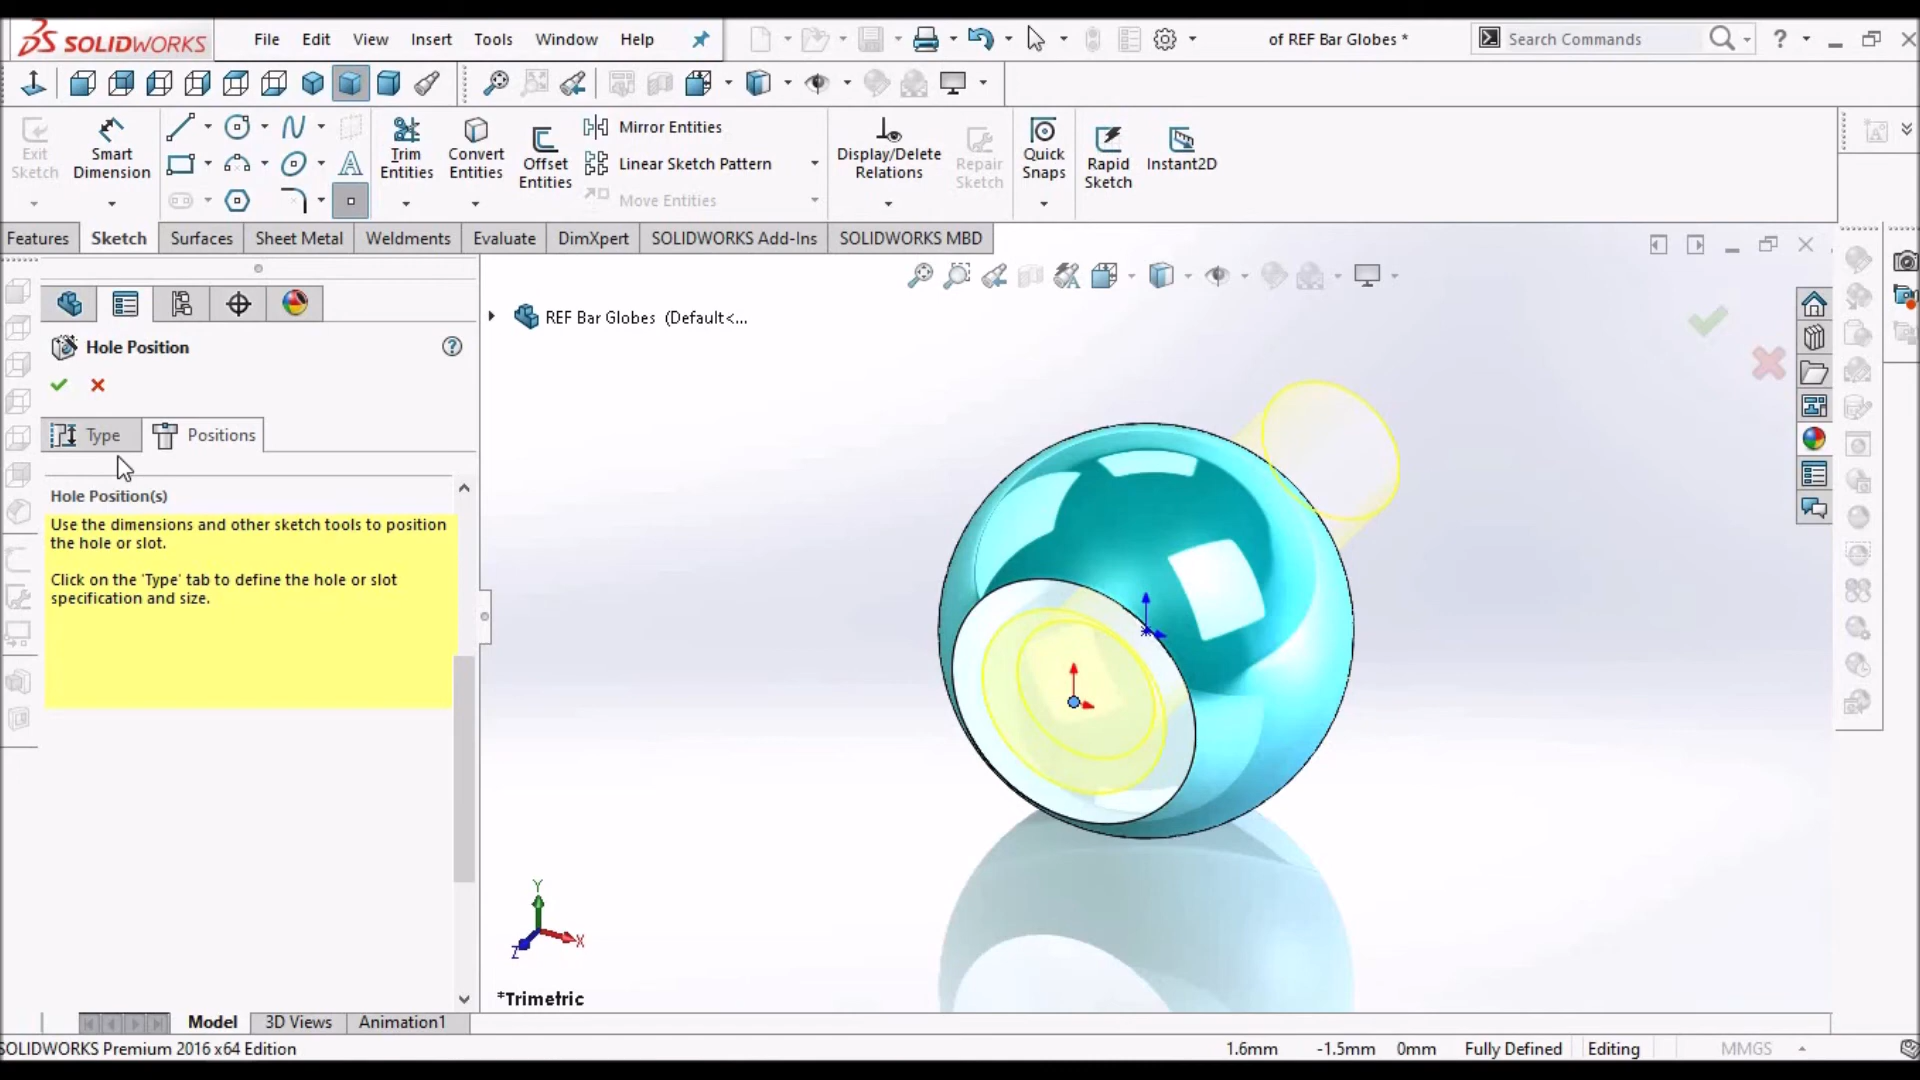 SOLIDWORKS
File Edit View Insert Tools Window Help
of REF Bar Globes *
Search Commands
?
Exit Sketch
Smart Dimension
Trim Entities
Convert Entities
Offset Entities
Mirror Entities
Linear Sketch Pattern
Move Entities
Display/Delete Relations
Repair Sketch
Quick Snaps
Rapid Sketch
Instant2D
Features Sketch Surfaces Sheet Metal Weldments Evaluate DimXpert SOLIDWORKS Add-Ins SOLIDWORKS MBD
REF Bar Globes (Default<...
Hole Position
?
Type Positions
Hole Position(s)
Use the dimensions and other sketch tools to position
the hole or slot.
Click on the 'Type' tab to define the hole or slot
specification and size.
Y
X
Z
*Trimetric
Model 3D Views Animation1
SOLIDWORKS Premium 2016 x64 Edition
1.6mm -1.5mm 0mm Fully Defined Editing MMGS